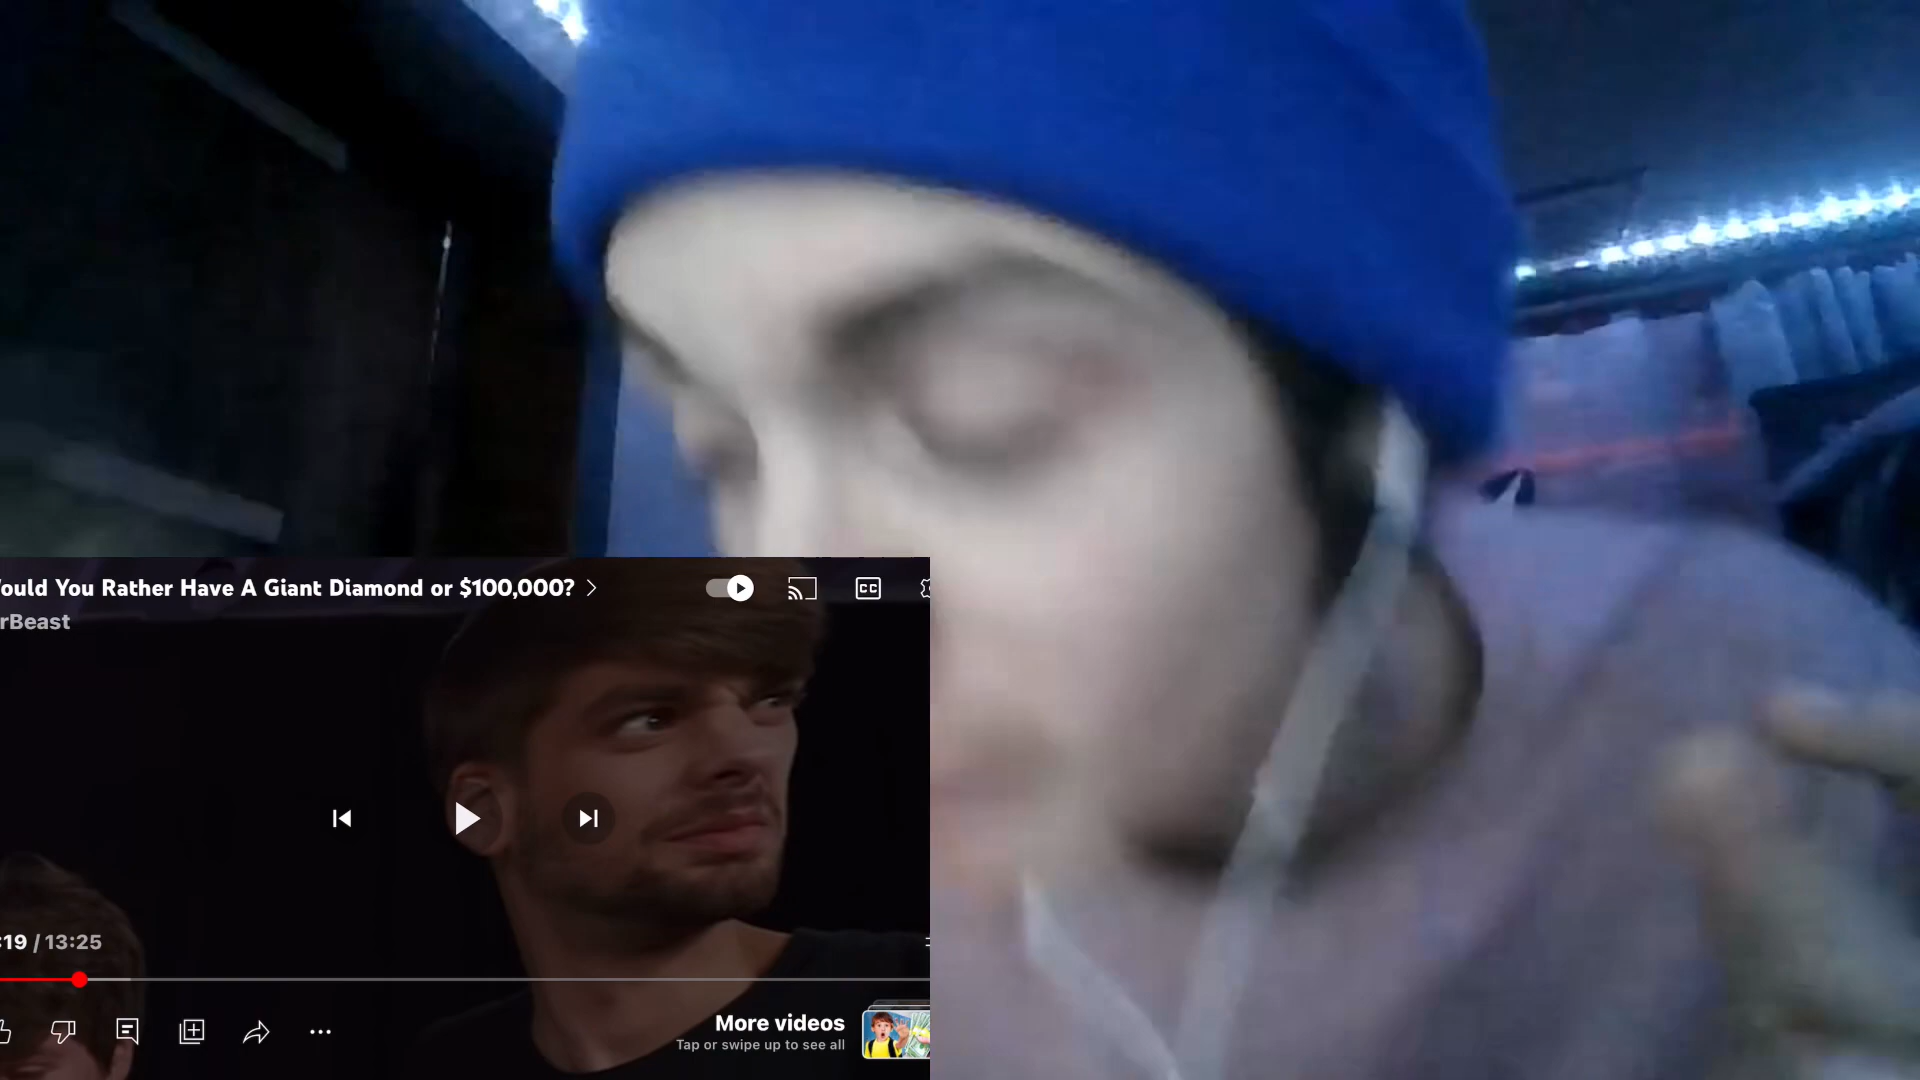 ould You Rather Have A Giant Diamond or $100,000?
rBeast
CC
:19 / 13:25
More videos
Tap or swipe up to see all